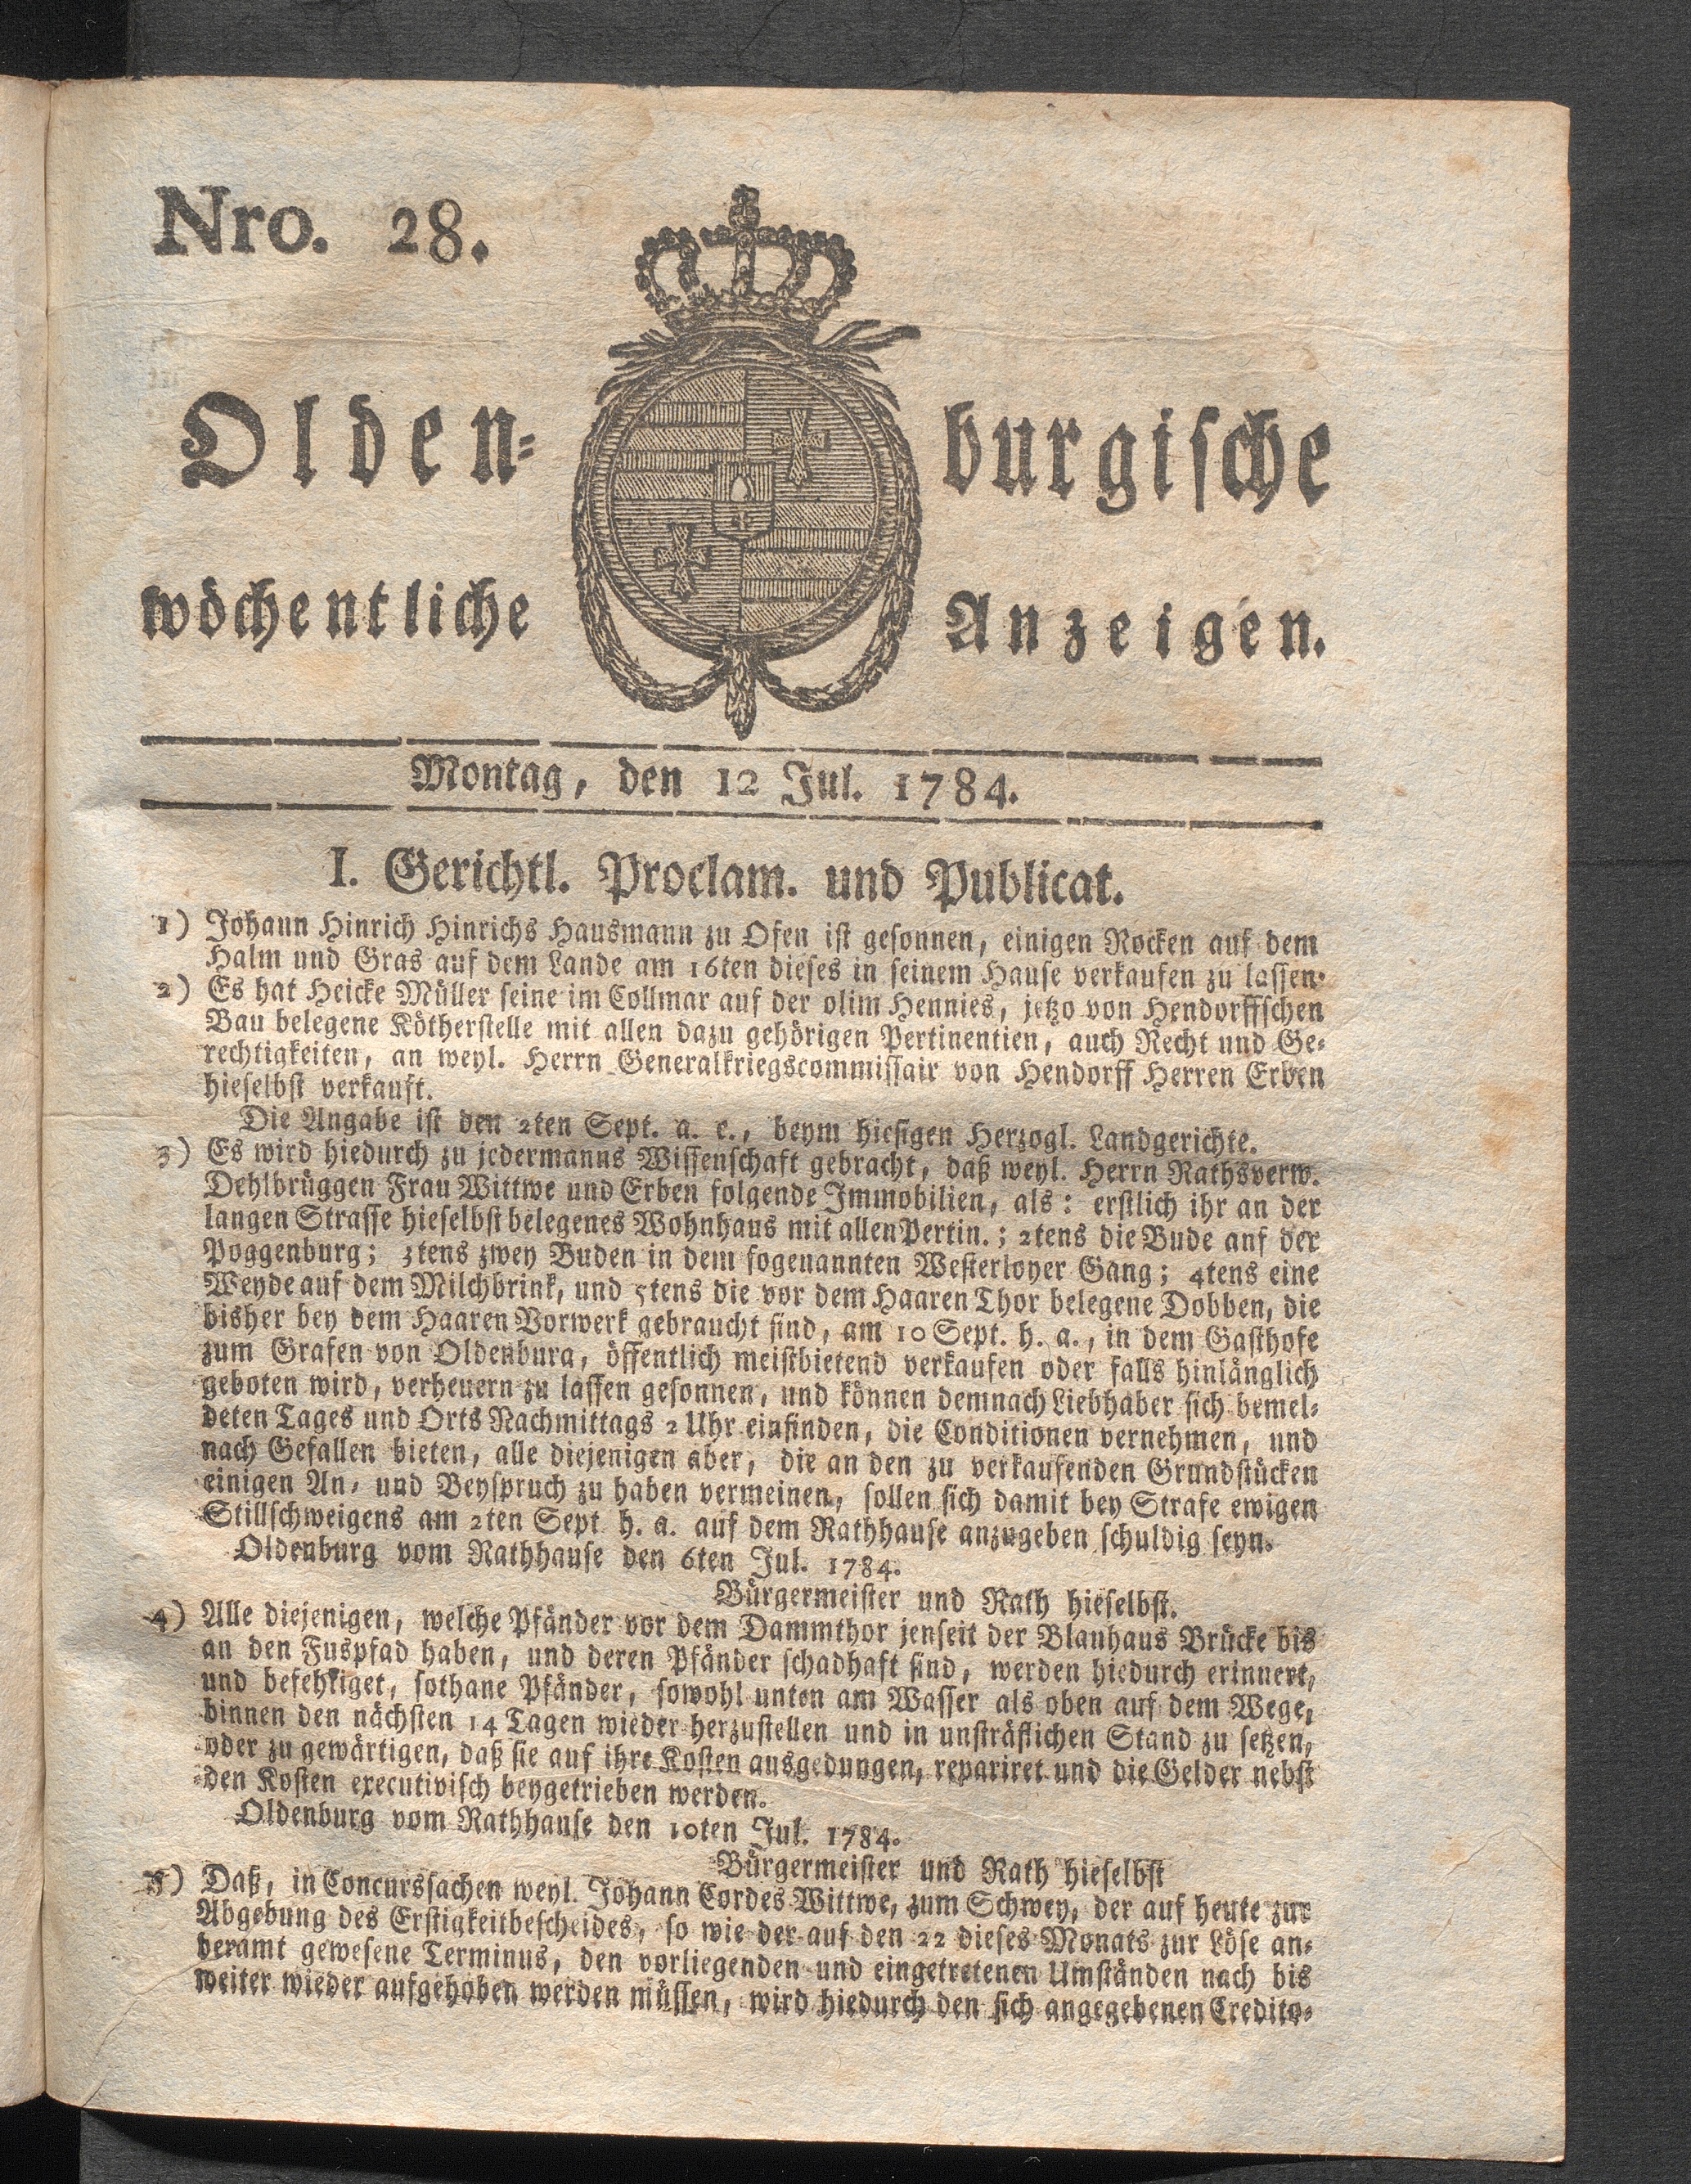 Nro. 28.
Olden- burgische
wöchentliche Anzeigen.
Montag, den 12 Jul. 1784.
I. Gerichtl. Proclam. und Publicat.
1) Johann Hinrich Hinrichs Hausmann zu Ofen ist gesonnen, einigen Rocken auf dem
Halm und Gras auf dem Lande am 16ten dieses in seinem Hause verkaufen zu lassen.
2) Es hat Heicke Müller seine im Collmar auf der olim Hennies, jetzo von Hendorffschen
Bau belegene Kötherstelle mit allen dazu gehörigen Pertinentien, auch Recht und Ge-
rechtigkeiten, an weyl. Herrn Generalkriegscommissair von Hendorff Herren Erben
hieselbst verkauft.
Die Angabe ist den 2ten Sept. a. c., beym hiesigen Herzogl. Landgerichte.
3) Es wird hiedurch zu jedermanns Wissenschaft gebracht, daß weyl. Herrn Rathsverw.
Dehlbrüggen Frau Wittwe und Erben folgende Immobilien, als: erstlich ihr an der
langen Strasse hieselbst belegenes Wohnhaus mit allen Pertin.; 2tens die Bude auf der
Poggenburg; 3tens zwey Buden in dem sogenannten Westerloyer Gang; 4tens eine
Weyde auf dem Milchbrink, und 5tens die vor dem Haaren Thor belegene Dobben, die
bisher bey dem Haaren Vorwerk gebraucht sind, am 10 Sept. h. a., in dem Gasthofe
zum Grafen von Oldenburg, öffentlich meistbietend verkaufen oder falls hinlänglich
geboten wird, verheuern zu lassen gesonnen, und können demnach Liebhaber sich bemel-
deten Tages und Orts Nachmittags 2 Uhr einfinden, die Conditionen vernehmen, und
nach Gefallen bieten, alle diejenigen aber, die an den zu verkaufenden Grundstücken
einigen An- und Beyspruch zu haben vermeinen, sollen sich damit bey Strafe ewigen
Stillschweigens am 2ten Sept h. a. auf dem Rathhause anzugeben schuldig seyn.
Oldenburg vom Rathhause den 6ten Jul. 1784.
Bürgermeister und Rath hieselbst.
4) Alle diejenigen, welche Pfänder vor dem Dammthor jenseit der Blauhaus Brücke bis
an den Fuspfad haben, und deren Pfänder schadhaft sind, werden hiedurch erinnert,
und befehliget, sothane Pfänder, sowohl unten am Wasser als oben auf dem Wege,
binnen den nächsten 14 Tagen wieder herzustellen und in unsträflichen Stand zu setzen,
oder zu gewärtigen, daß sie auf ihre Kosten ausgedungen, repariret und die Gelder nebst
den Kosten executivisch beygetrieben werden.
Oldenburg vom Rathhause den 10ten Jul. 1784.
Bürgermeister und Rath hieselbst
5) Daß, in Concurssachen weyl. Johann Cordes Wittwe, zum Schwey, der auf heute zur
Abgebung des Erstigkeitbescheides, so wie der auf den 22 dieses Monats zur Löse an-
beramt gewesene Terminus, den vorliegenden und eingetretenen Umständen nach bis
weiter wieder aufgehoben werden müssen, wird hiedurch den sich angegebenen Credito-